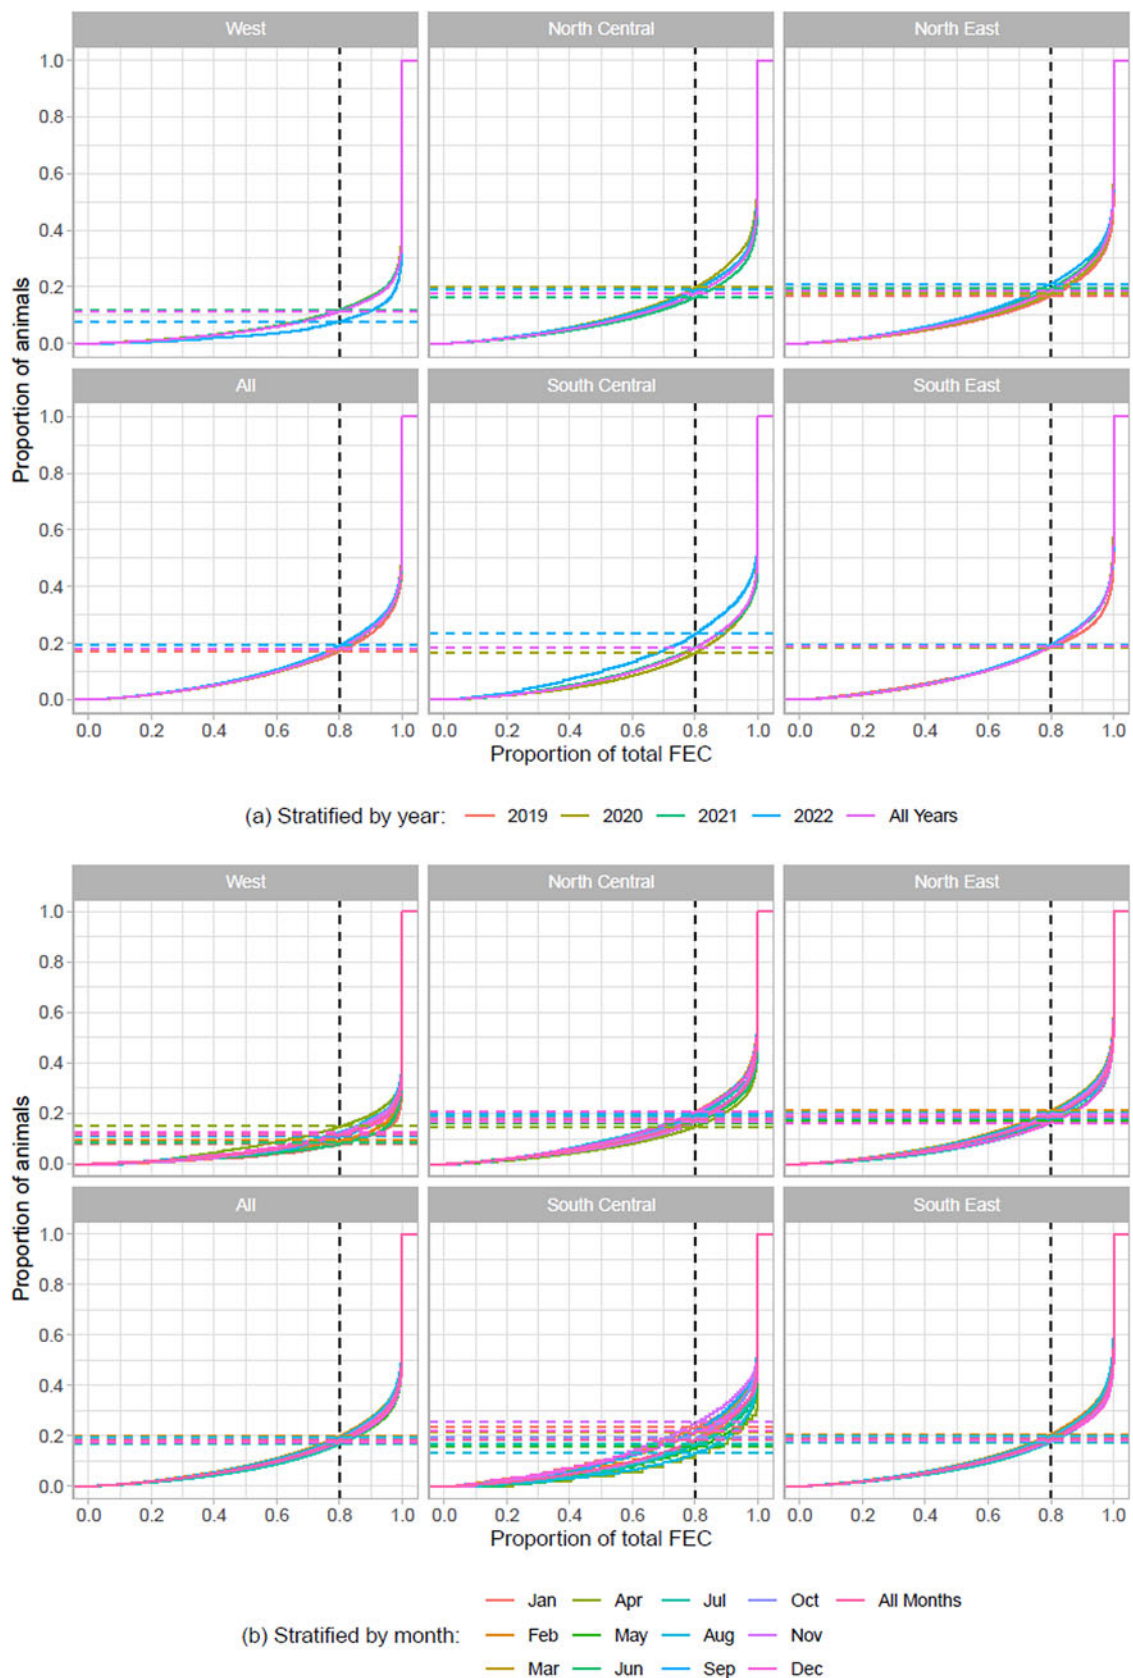 West North Central North East
1.0
0.8
0.6
0.4
0.2
0.0
Proportion of animals
All South Central South East
1.0
0.8
0.6
0.4
0.2
0.0
0.0 0.2 0.4 0.6 0.8 1.0 0.0 0.2 0.4 0.6 0.8 1.0 0.0 0.2 0.4 0.6 0.8 1.0
Proportion of total FEC
(a) Stratified by year: 2019 2020 2021 2022 All Years
West North Central North East
1.0
0.8
0.6
0.4
0.2
0.0
Proportion of animals
All South Central South East
1.0
0.8
0.6
0.4
0.2
0.0
0.0 0.2 0.4 0.6 0.8 1.0 0.0 0.2 0.4 0.6 0.8 1.0 0.0 0.2 0.4 0.6 0.8 1.0
Proportion of total FEC
Jan Apr Jul Oct All Months
(b) Stratified by month: Feb May Aug Nov
Mar Jun Sep Dec